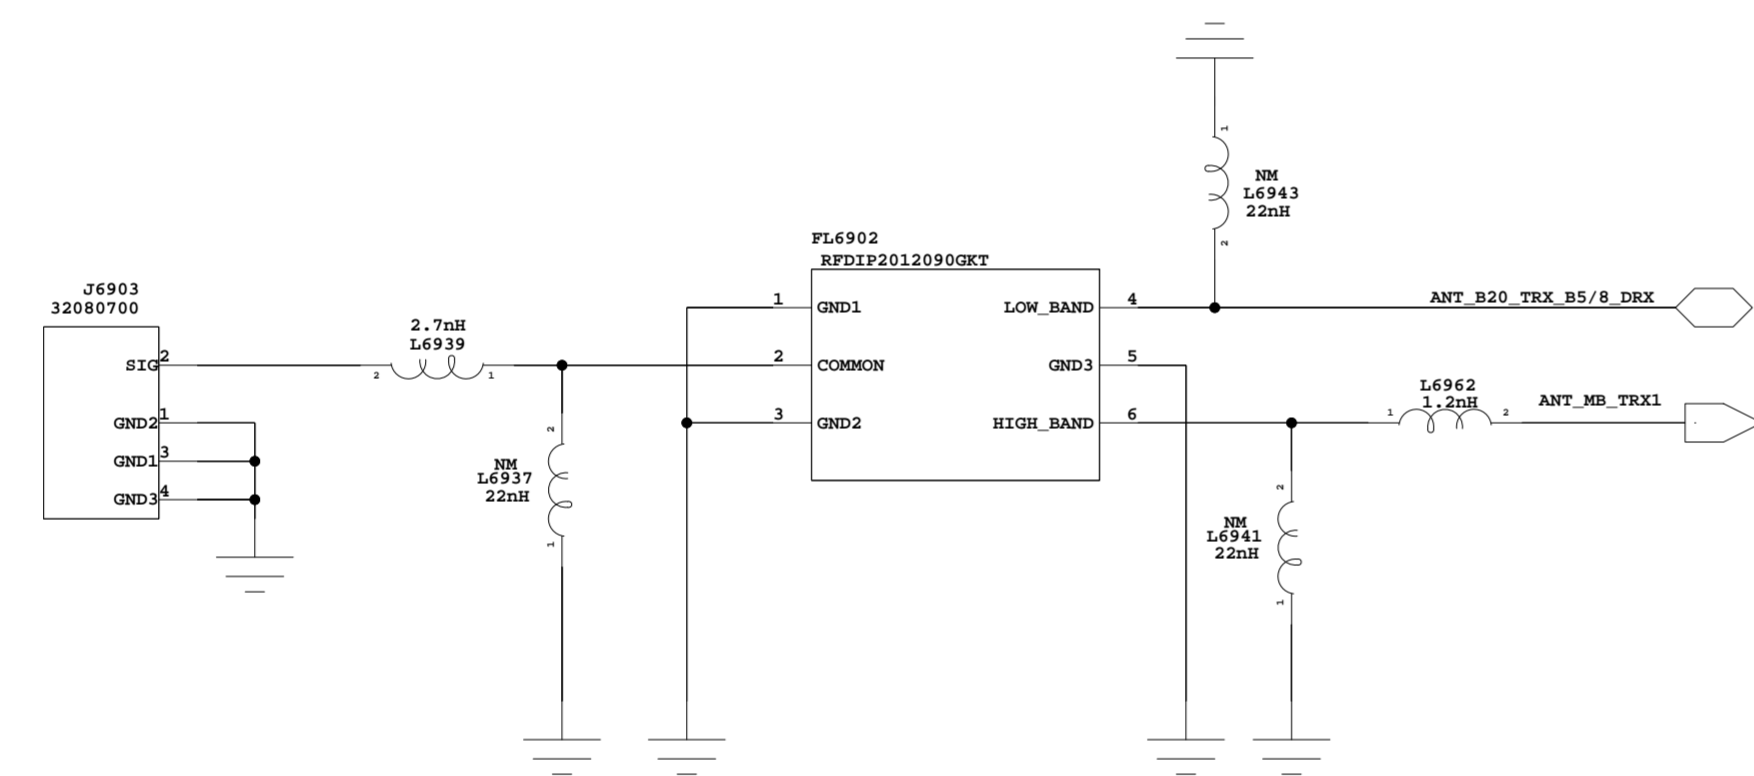 1
NM
L6943
22nH
2
FL6902
RFDIP2012090GKT
J6903
32080700
1
GND1
LOW_BAND
4
ANT_B20_TRX_B5/8_DRX
2.7nH
L6939
SIG
2
2
1
2
COMMON
GND3
5
L6962
1.2nH
1
2
ANT_MB_TRX1
GND2
1
3
GND2
HIGH_BAND
6
GND1
3
GND3
4
2
NM
L6937
22nH
1
2
NM
L6941
22nH
1